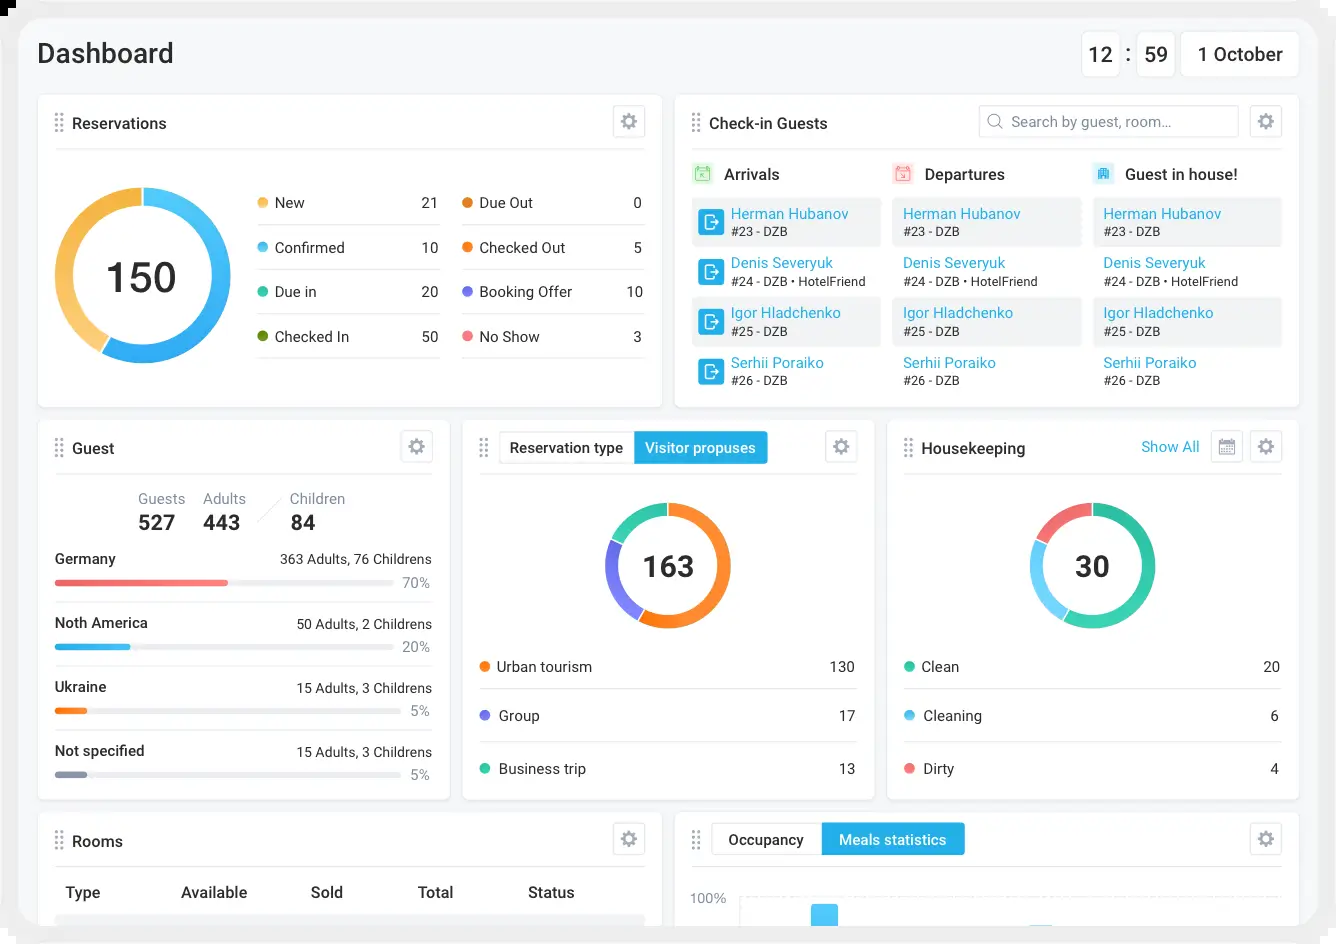 Dashboard
12 : 59 1 October
Reservations
150
New 21
Confirmed 10
Due in 20
Checked In 50
Due Out 0
Checked Out 5
Booking Offer 10
No Show 3
Check-in Guests
Search by guest, room...
Arrivals
Herman Hubanov
#23 - DZB
Denis Severyuk
#24 - DZB • HotelFriend
Igor Hladchenko
#25 - DZB
Serhii Poraiko
#26 - DZB
Departures
Herman Hubanov
#23 - DZB
Denis Severyuk
#24 - DZB • HotelFriend
Igor Hladchenko
#25 - DZB
Serhii Poraiko
#26 - DZB
Guest in house!
Herman Hubanov
#23 - DZB
Denis Severyuk
#24 - DZB • HotelFriend
Igor Hladchenko
#25 - DZB
Serhii Poraiko
#26 - DZB
Guest
Guests Adults Children
527 443 84
Germany 363 Adults, 76 Childrens
70%
Noth America 50 Adults, 2 Childrens
20%
Ukraine 15 Adults, 3 Childrens
5%
Not specified 15 Adults, 3 Childrens
5%
Reservation type Visitor propuses
163
Urban tourism 130
Group 17
Business trip 13
Housekeeping Show All
30
Clean 20
Cleaning 6
Dirty 4
Rooms
Type Available Sold Total Status
Occupancy Meals statistics
100%